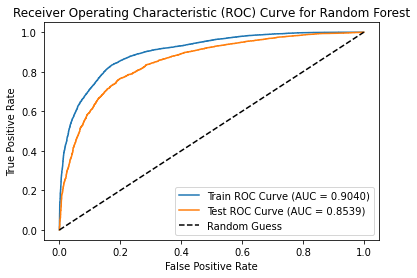 Receiver Operating Characteristic (ROC) Curve for Random Forest
1.0
0.8
0.6
0.4
0.2
0.0
True Positive Rate
Train ROC Curve (AUC = 0.9040)
Test ROC Curve (AUC = 0.8539)
Random Guess
0.0 0.2 0.4 0.6 0.8 1.0
False Positive Rate